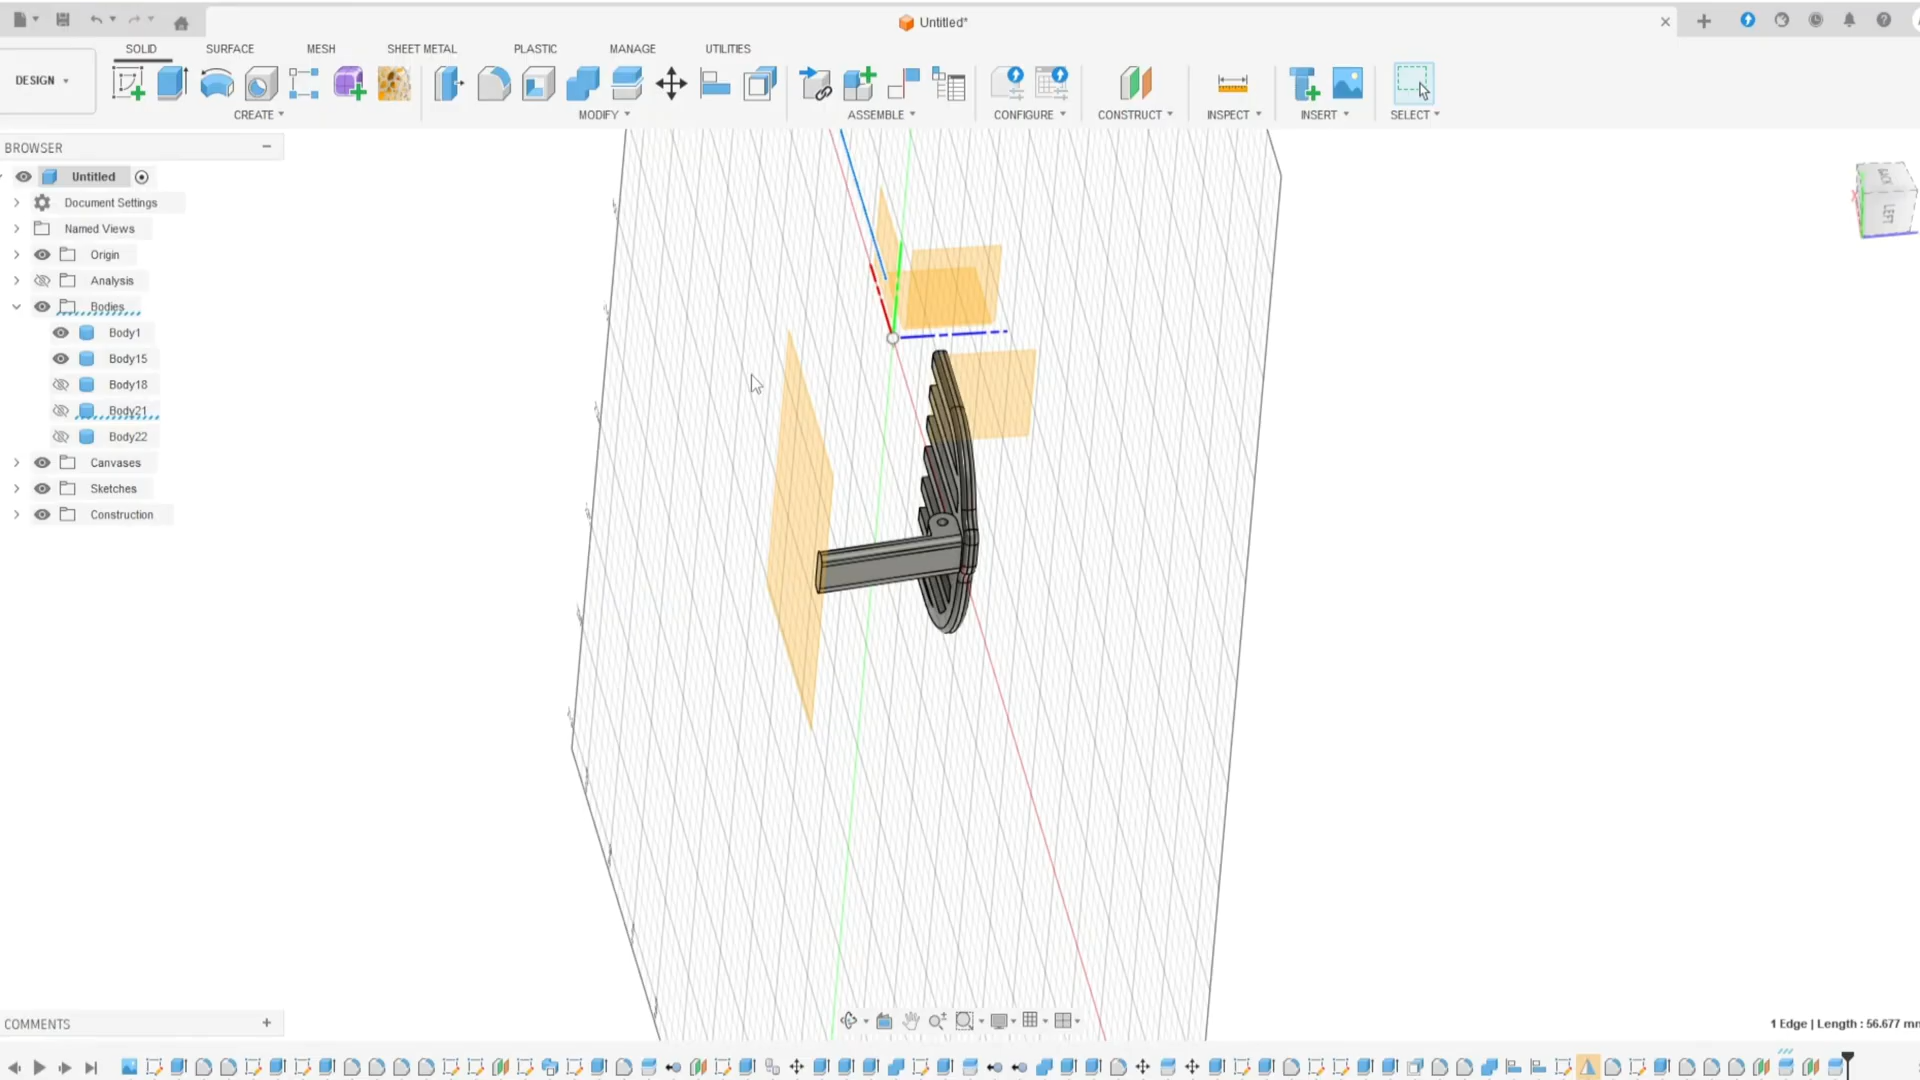 Untitled*
SOLID SURFACE MESH SHEET METAL PLASTIC MANAGE UTILITIES
DESIGN
CREATE MODIFY ASSEMBLE CONFIGURE CONSTRUCT INSPECT INSERT SELECT
BROWSER
Untitled
Document Settings
Named Views
Origin
Analysis
Bodies
Body1
Body15
Body18
Body21
Body22
Canvases
Sketches
Construction
BACK
LEFT
X
COMMENTS
1 Edge | Length : 56.677 mm